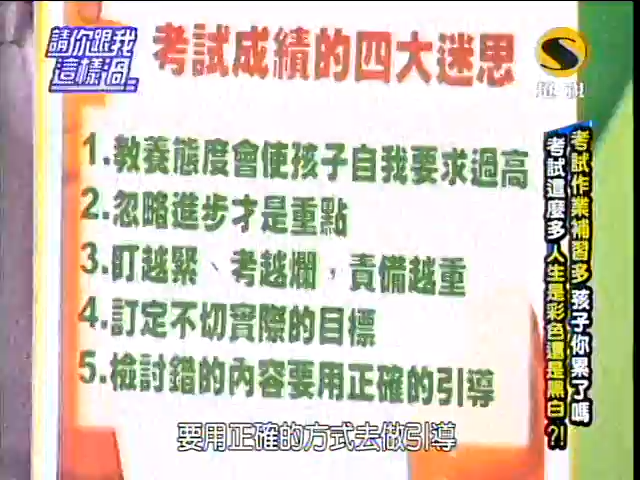 請你跟我
這樣過
考試成績的四大迷思
超視
1.教養態度會使孩子自我要求過高
2.忽略進步才是重點
3.盯越緊、考越爛,責備越重
4.訂定不切實際的目標
5.檢討錯的內容要用正確的引導
考試作業補習多 孩子你累了嗎
考試這麼多 人生是彩色還是黑白?!
要用正確的方式去做引導